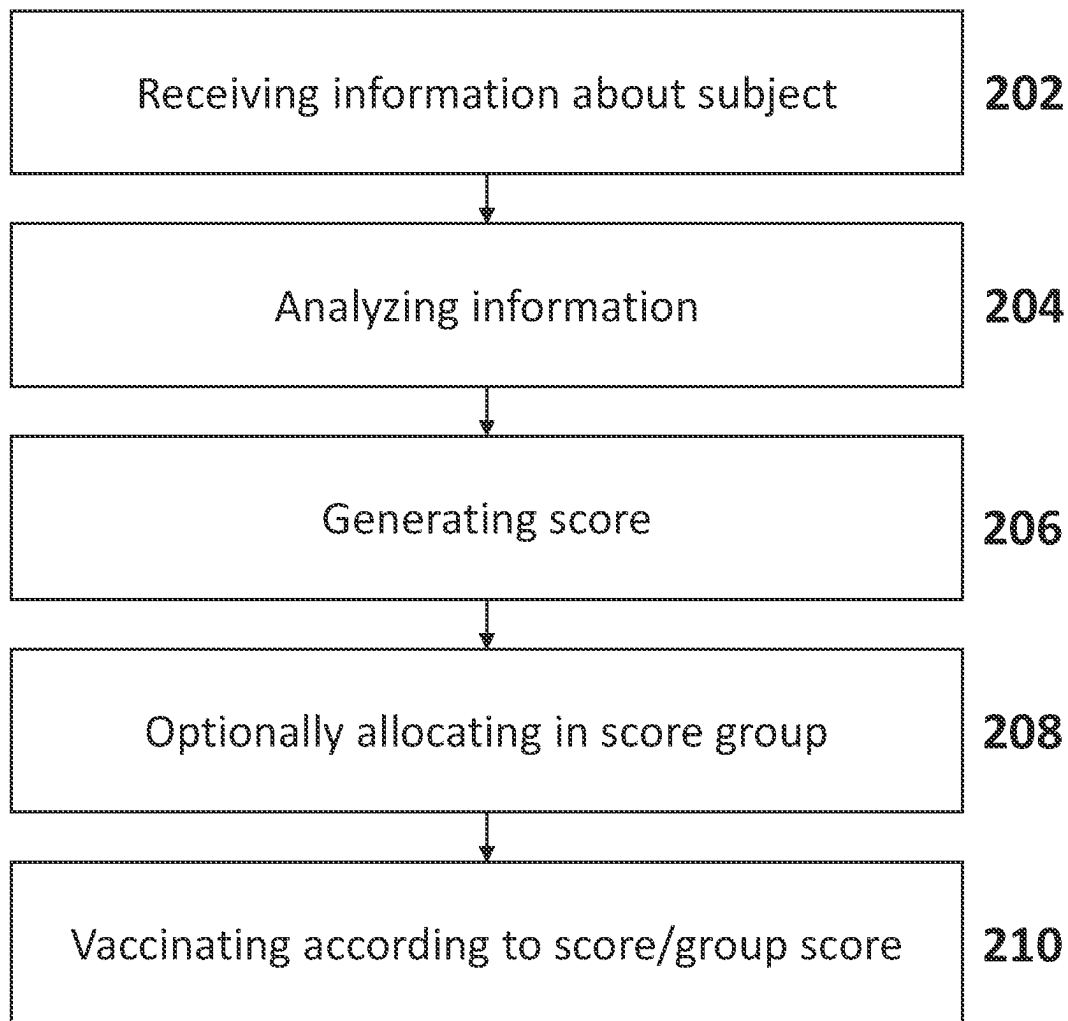 Receiving information about subject 202
Analyzing information 204
Generating score 206
Optionally allocating in score group 208
Vaccinating according to score/group score 210